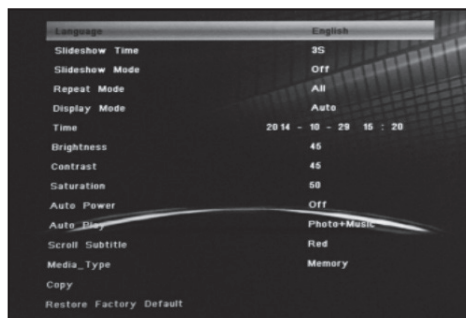 Language English
Slideshow Time 3S
Slideshow Mode Off
Repeat Mode All
Display Mode Auto
Time 2014 - 10 - 29 15 : 20
Brightness 45
Contrast 45
Saturation 50
Auto Power Off
Auto Play Photo+Music
Scroll Subtitle Red
Media_Type Memory
Copy
Restore Factory Default